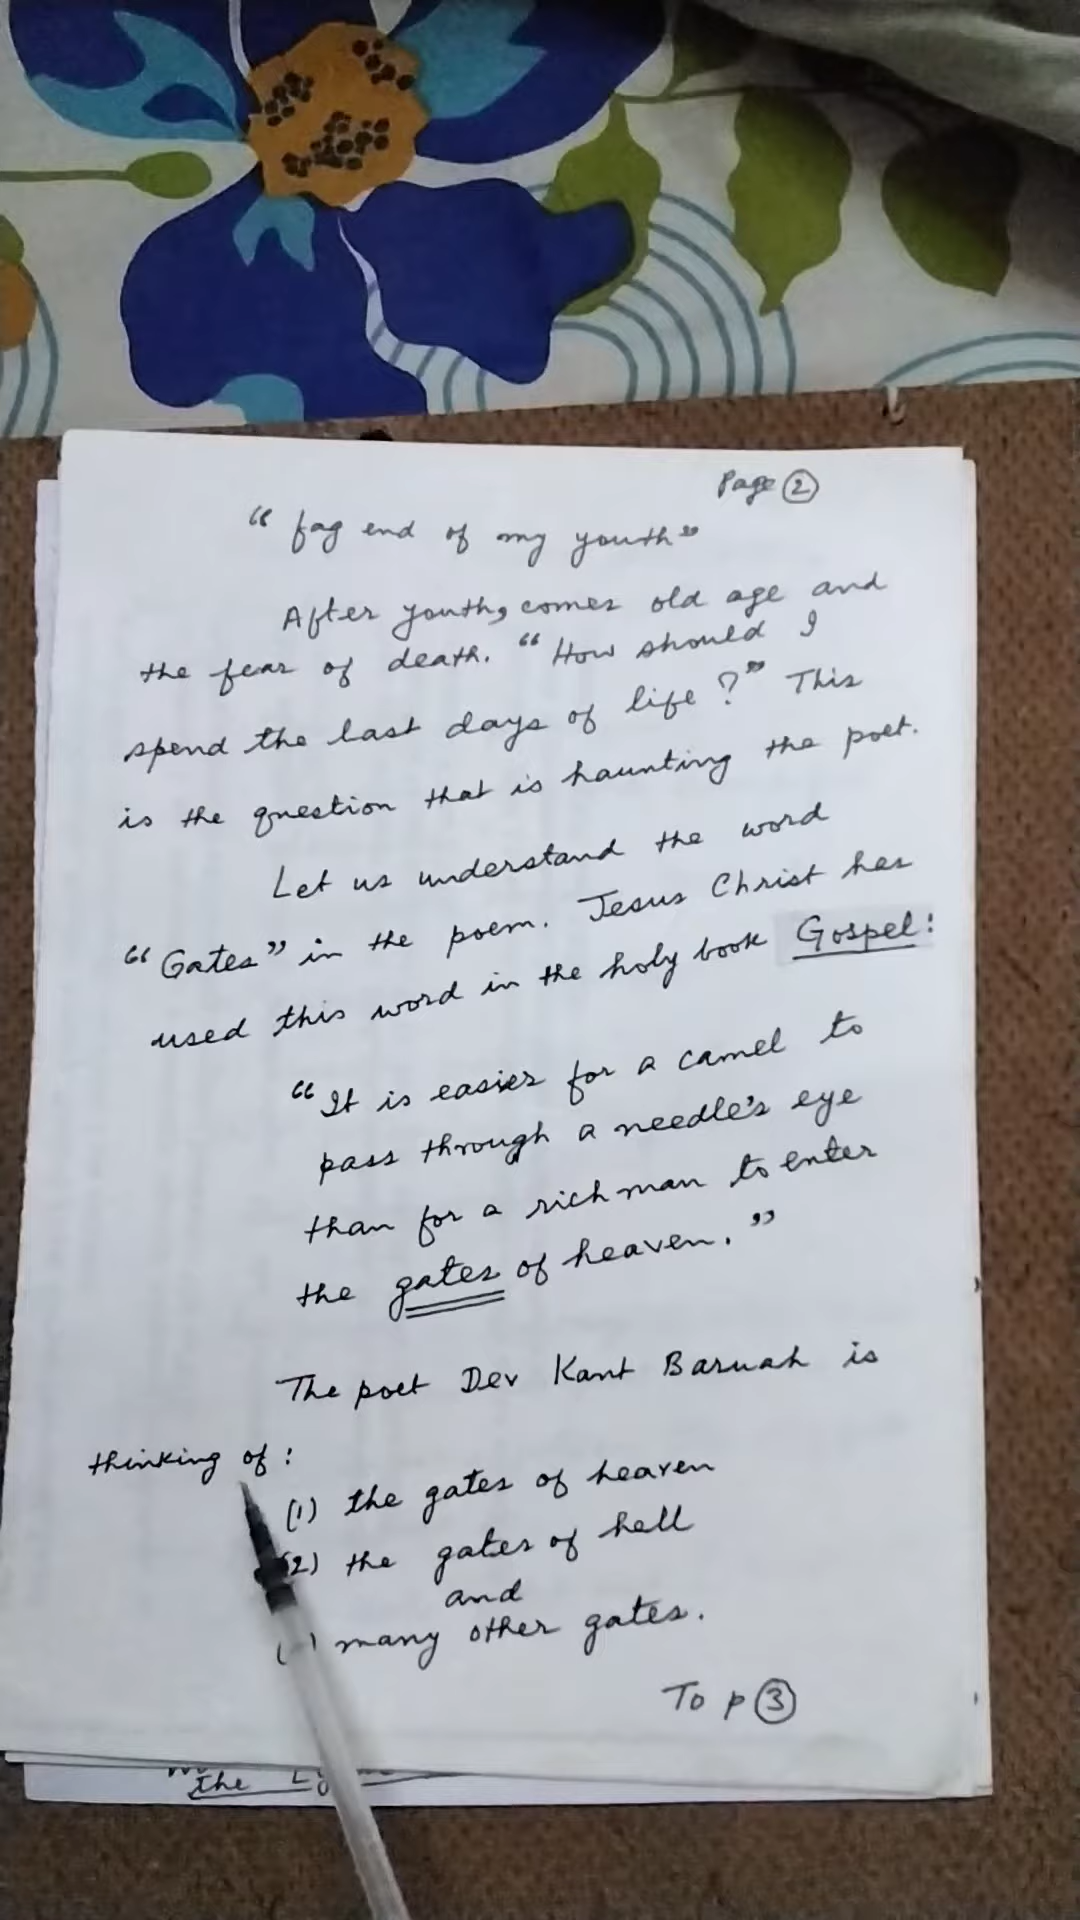 Page 2
"fag end of my youth"
After youth, comes old age and
the fear of death. "How should I
spend the last days of life?" This
is the question that is haunting the poet.
Let us understand the word
"Gates" in the poem. Jesus Christ has
used this word in the holy book Gospel:
"It is easier for a camel to
pass through a needle's eye
than for a rich man to enter
the gates of heaven."
The poet Dev Kant Baruah is
thinking of:
(1) the gates of heaven
(2) the gates of hell
and
many other gates.
To p 3
the